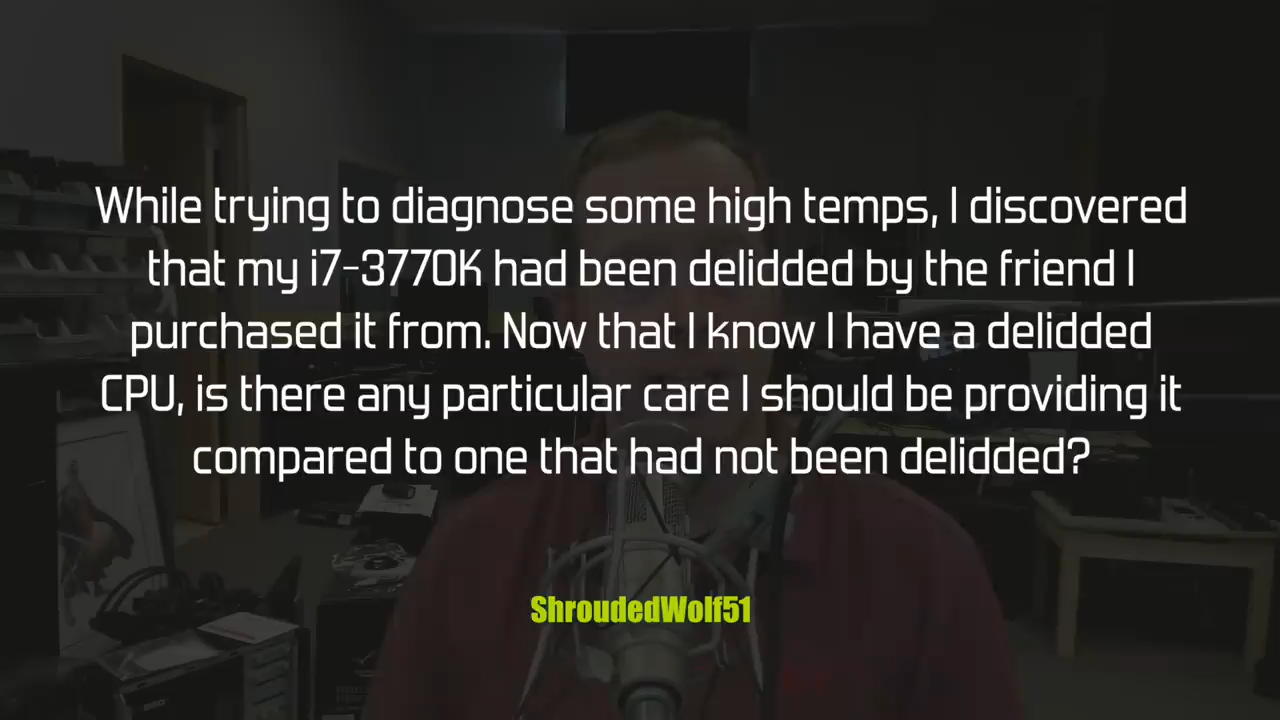 While trying to diagnose some high temps, I discovered
that my i7-3770K had been delidded by the friend I
purchased it from. Now that I know I have a delidded
CPU, is there any particular care I should be providing it
compared to one that had not been delidded?
ShroudedWolf51